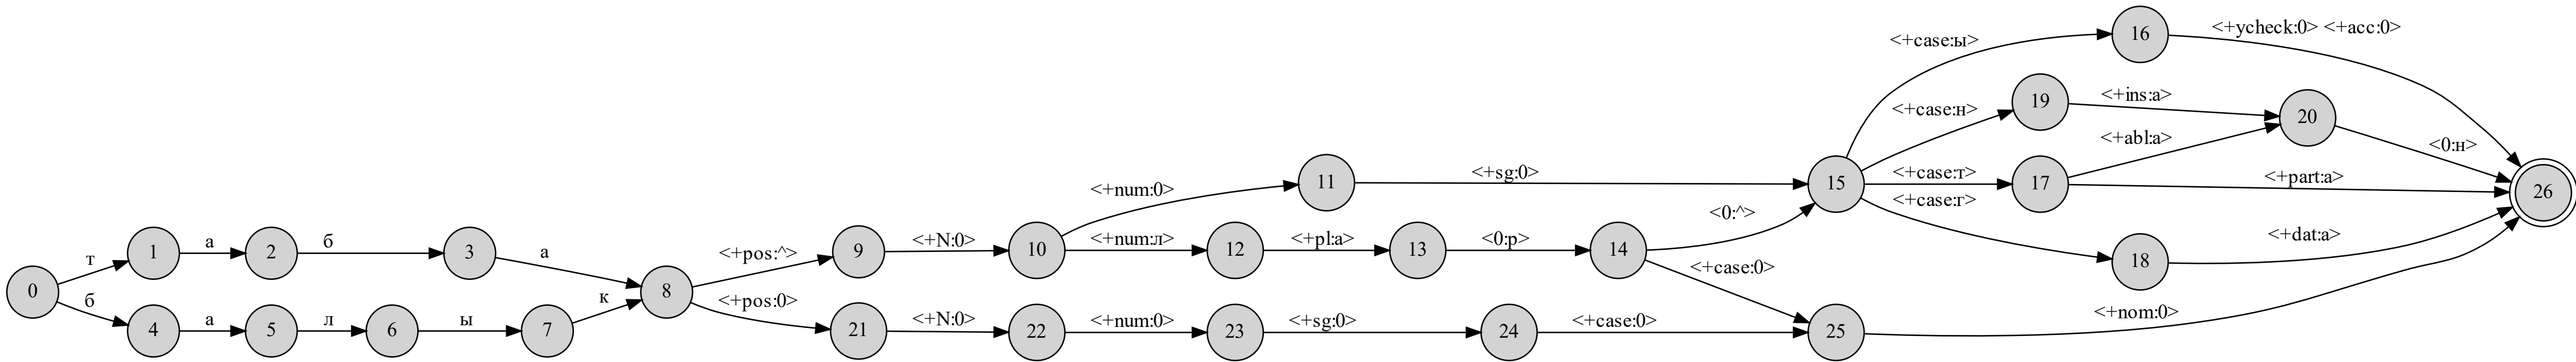 16
<+ycheck:0> <+acc:0>
<+case:ы>
19
<+ins:a>
20
<+case:н>
<+abl:a>
<0:н>
11
<+sg:0>
15
<+case:т>
17
<+part:a>
26
<+num:0>
<+case:г>
<0:^>
1
а
2
б
3
а
<+pos:^>
9
<+N:0>
10
<+num:л>
12
<+pl:a>
13
<0:р>
14
18
<+dat:a>
т
0
8
<+case:0>
б
4
а
5
л
6
ы
7
к
<+pos:0>
21
<+N:0>
22
<+num:0>
23
<+sg:0>
24
<+case:0>
25
<+nom:0>